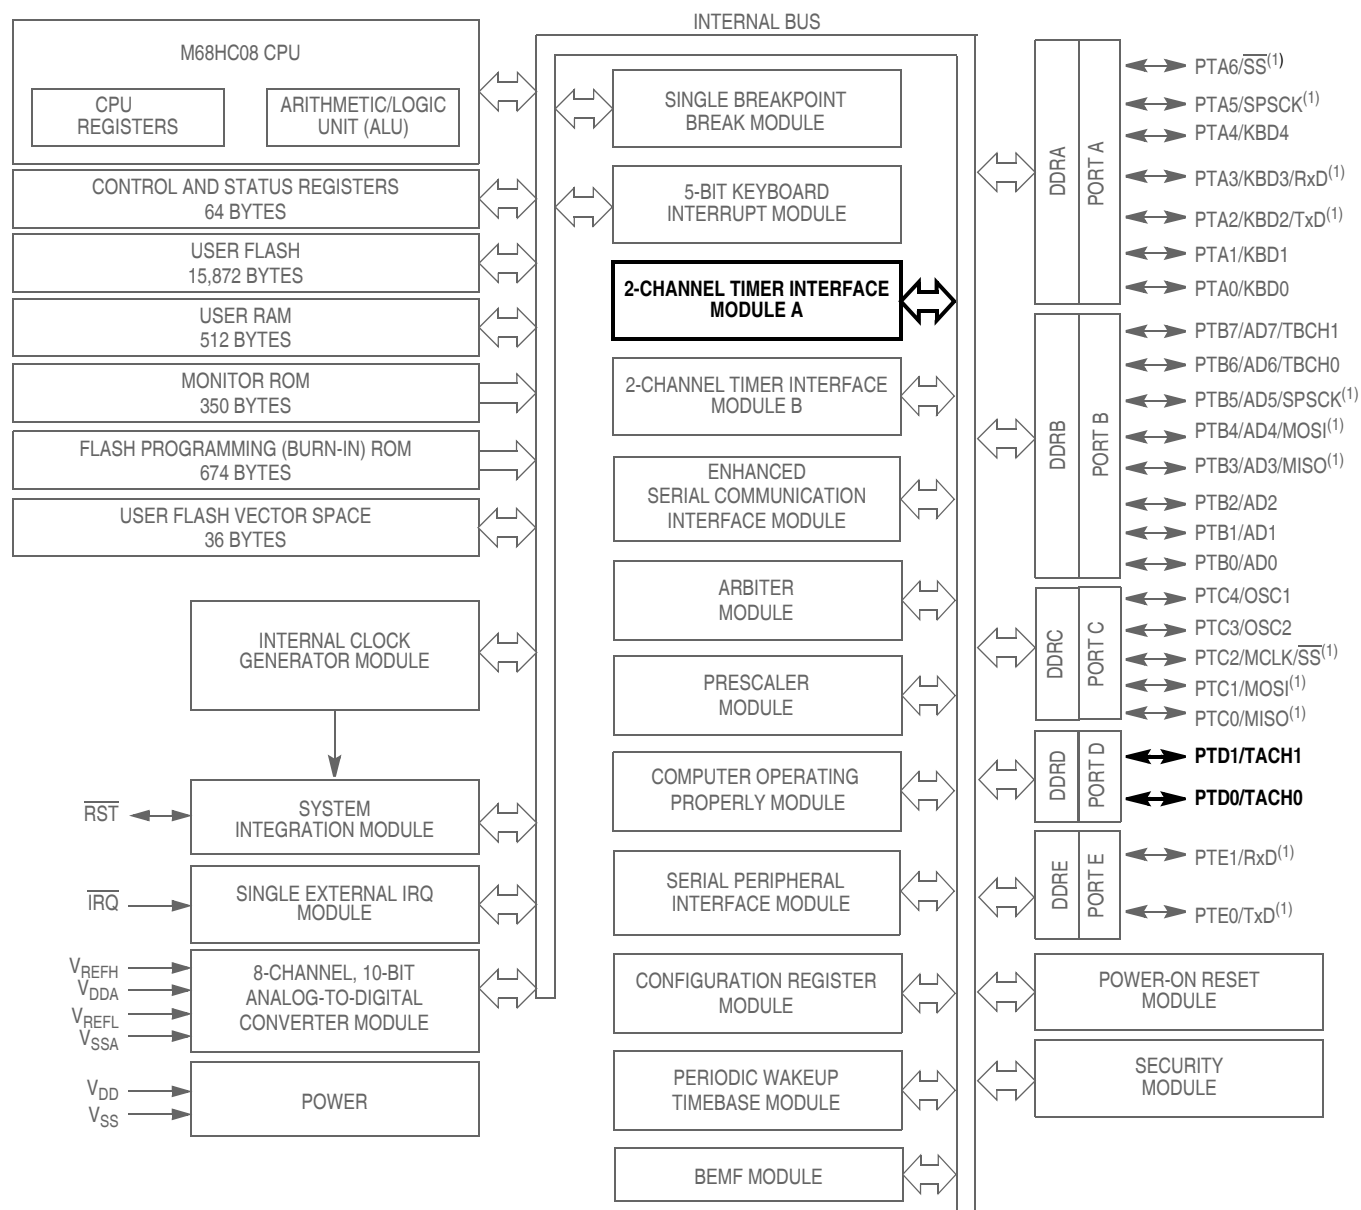 INTERNAL BUS
M68HC08 CPU
CPU
REGISTERS
ARITHMETIC/LOGIC
UNIT (ALU)
CONTROL AND STATUS REGISTERS
64 BYTES
USER FLASH
15,872 BYTES
USER RAM
512 BYTES
MONITOR ROM
350 BYTES
FLASH PROGRAMMING (BURN-IN) ROM
674 BYTES
USER FLASH VECTOR SPACE
36 BYTES
INTERNAL CLOCK
GENERATOR MODULE
RST
SYSTEM
INTEGRATION MODULE
IRQ
SINGLE EXTERNAL IRQ
MODULE
VREFH
VDDA
VREFL
VSSA
8-CHANNEL, 10-BIT
ANALOG-TO-DIGITAL
CONVERTER MODULE
VDD
VSS
POWER
SINGLE BREAKPOINT
BREAK MODULE
5-BIT KEYBOARD
INTERRUPT MODULE
2-CHANNEL TIMER INTERFACE
MODULE A
2-CHANNEL TIMER INTERFACE
MODULE B
ENHANCED
SERIAL COMMUNICATION
INTERFACE MODULE
ARBITER
MODULE
PRESCALER
MODULE
COMPUTER OPERATING
PROPERLY MODULE
SERIAL PERIPHERAL
INTERFACE MODULE
CONFIGURATION REGISTER
MODULE
PERIODIC WAKEUP
TIMEBASE MODULE
BEMF MODULE
DDRA
PORT A
PTA6/SS(1)
PTA5/SPSCK(1)
PTA4/KBD4
PTA3/KBD3/RxD(1)
PTA2/KBD2/TxD(1)
PTA1/KBD1
PTA0/KBD0
DDRB
PORT B
PTB7/AD7/TBCH1
PTB6/AD6/TBCH0
PTB5/AD5/SPSCK(1)
PTB4/AD4/MOSI(1)
PTB3/AD3/MISO(1)
PTB2/AD2
PTB1/AD1
PTB0/AD0
DDRC
PORT C
PTC4/OSC1
PTC3/OSC2
PTC2/MCLK/SS(1)
PTC1/MOSI(1)
PTC0/MISO(1)
DDRD
PORT D
PTD1/TACH1
PTD0/TACH0
DDRE
PORT E
PTE1/RxD(1)
PTE0/TxD(1)
POWER-ON RESET
MODULE
SECURITY
MODULE